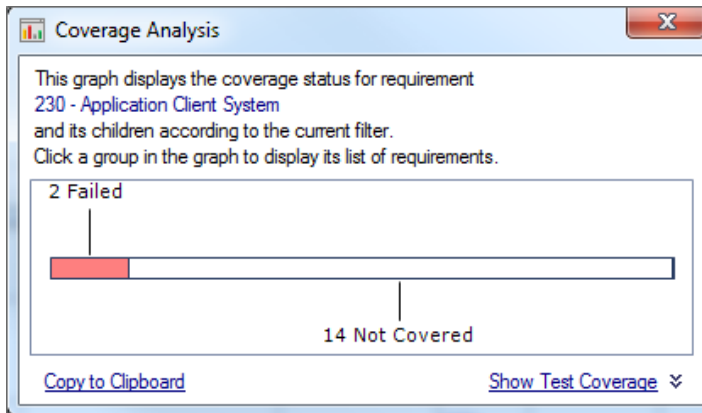 Coverage Analysis
This graph displays the coverage status for requirement
230 - Application Client System
and its children according to the current filter.
Click a group in the graph to display its list of requirements.
2 Failed
14 Not Covered
Copy to Clipboard
Show Test Coverage